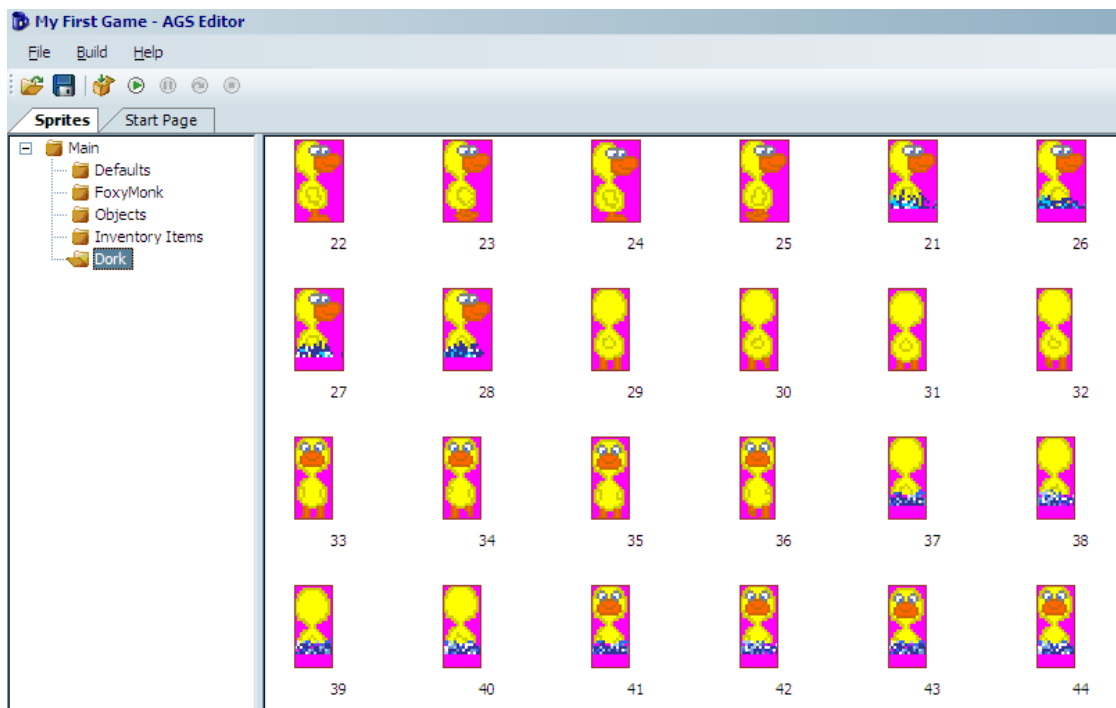 My First Game - AGS Editor
File Build Help
Sprites Start Page
Main
Defaults
FoxyMonk
Objects
Inventory Items
Dork
22 23 24 25 21 26
27 28 29 30 31 32
33 34 35 36 37 38
39 40 41 42 43 44